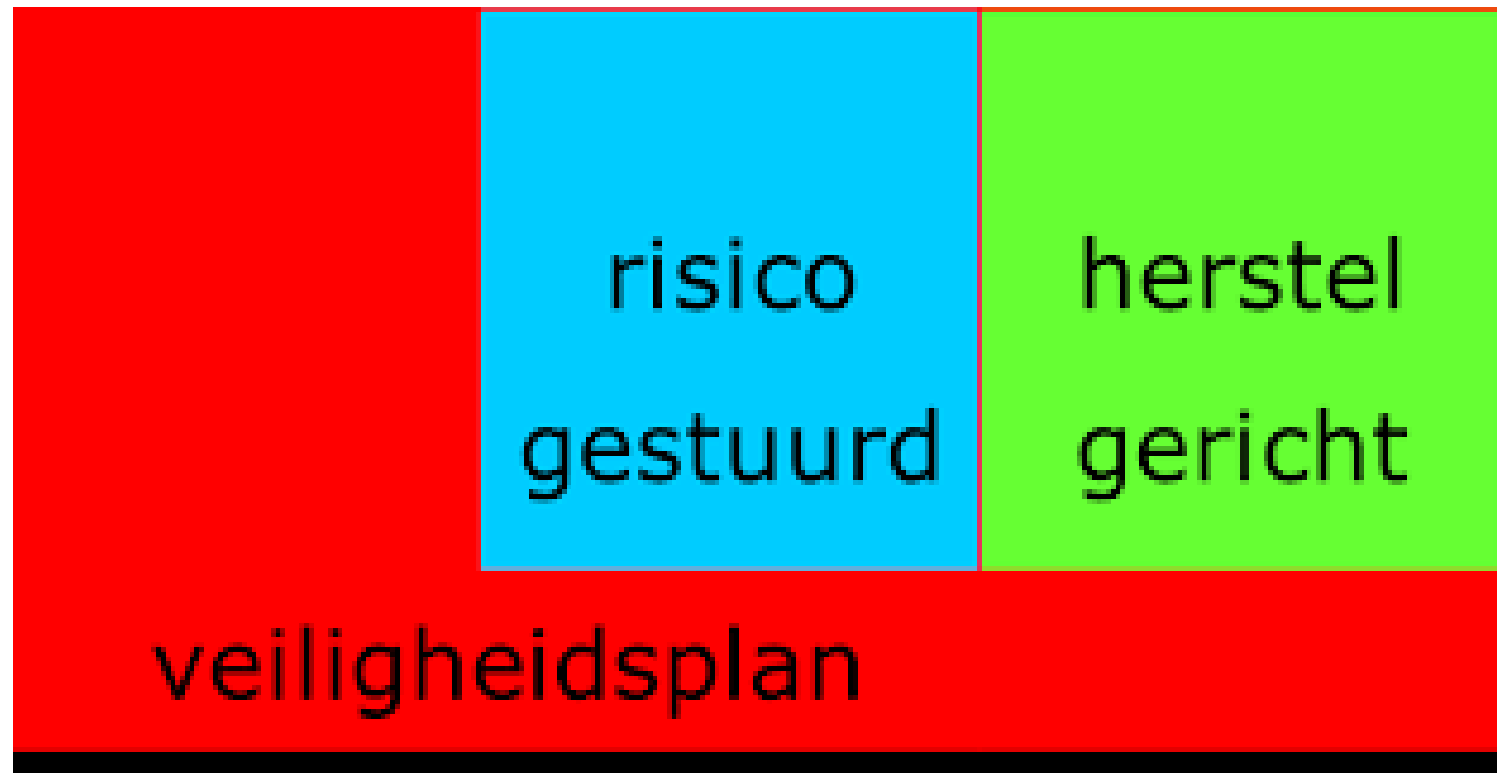 risico
gestuurd
herstel
gericht
veiligheidsplan